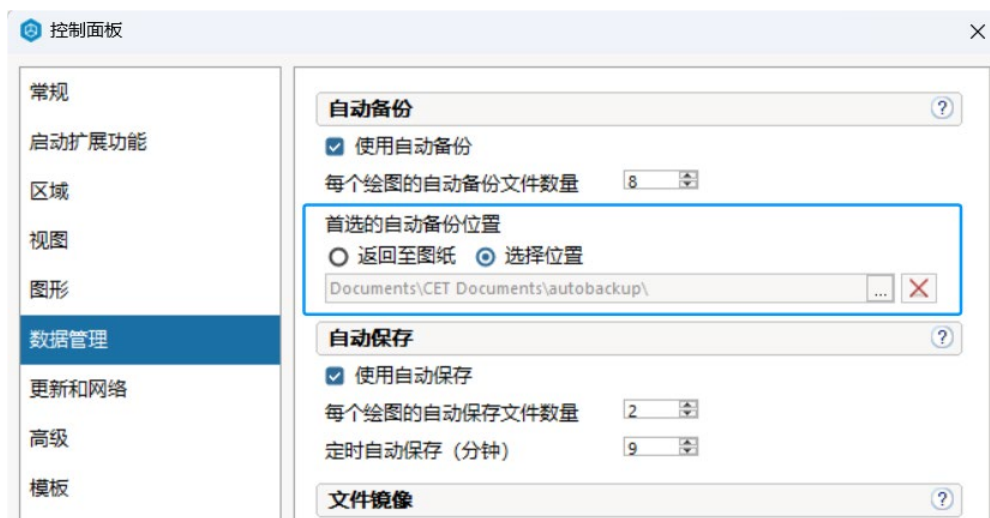 控制面板
常规
启动扩展功能
区域
视图
图形
数据管理
更新和网络
高级
模板
自动备份
使用自动备份
每个绘图的自动备份文件数量 8
首选的自动备份位置
返回至图纸 选择位置
Documents\CET Documents\autobackup\ ...
自动保存
使用自动保存
每个绘图的自动保存文件数量 2
定时自动保存（分钟） 9
文件镜像